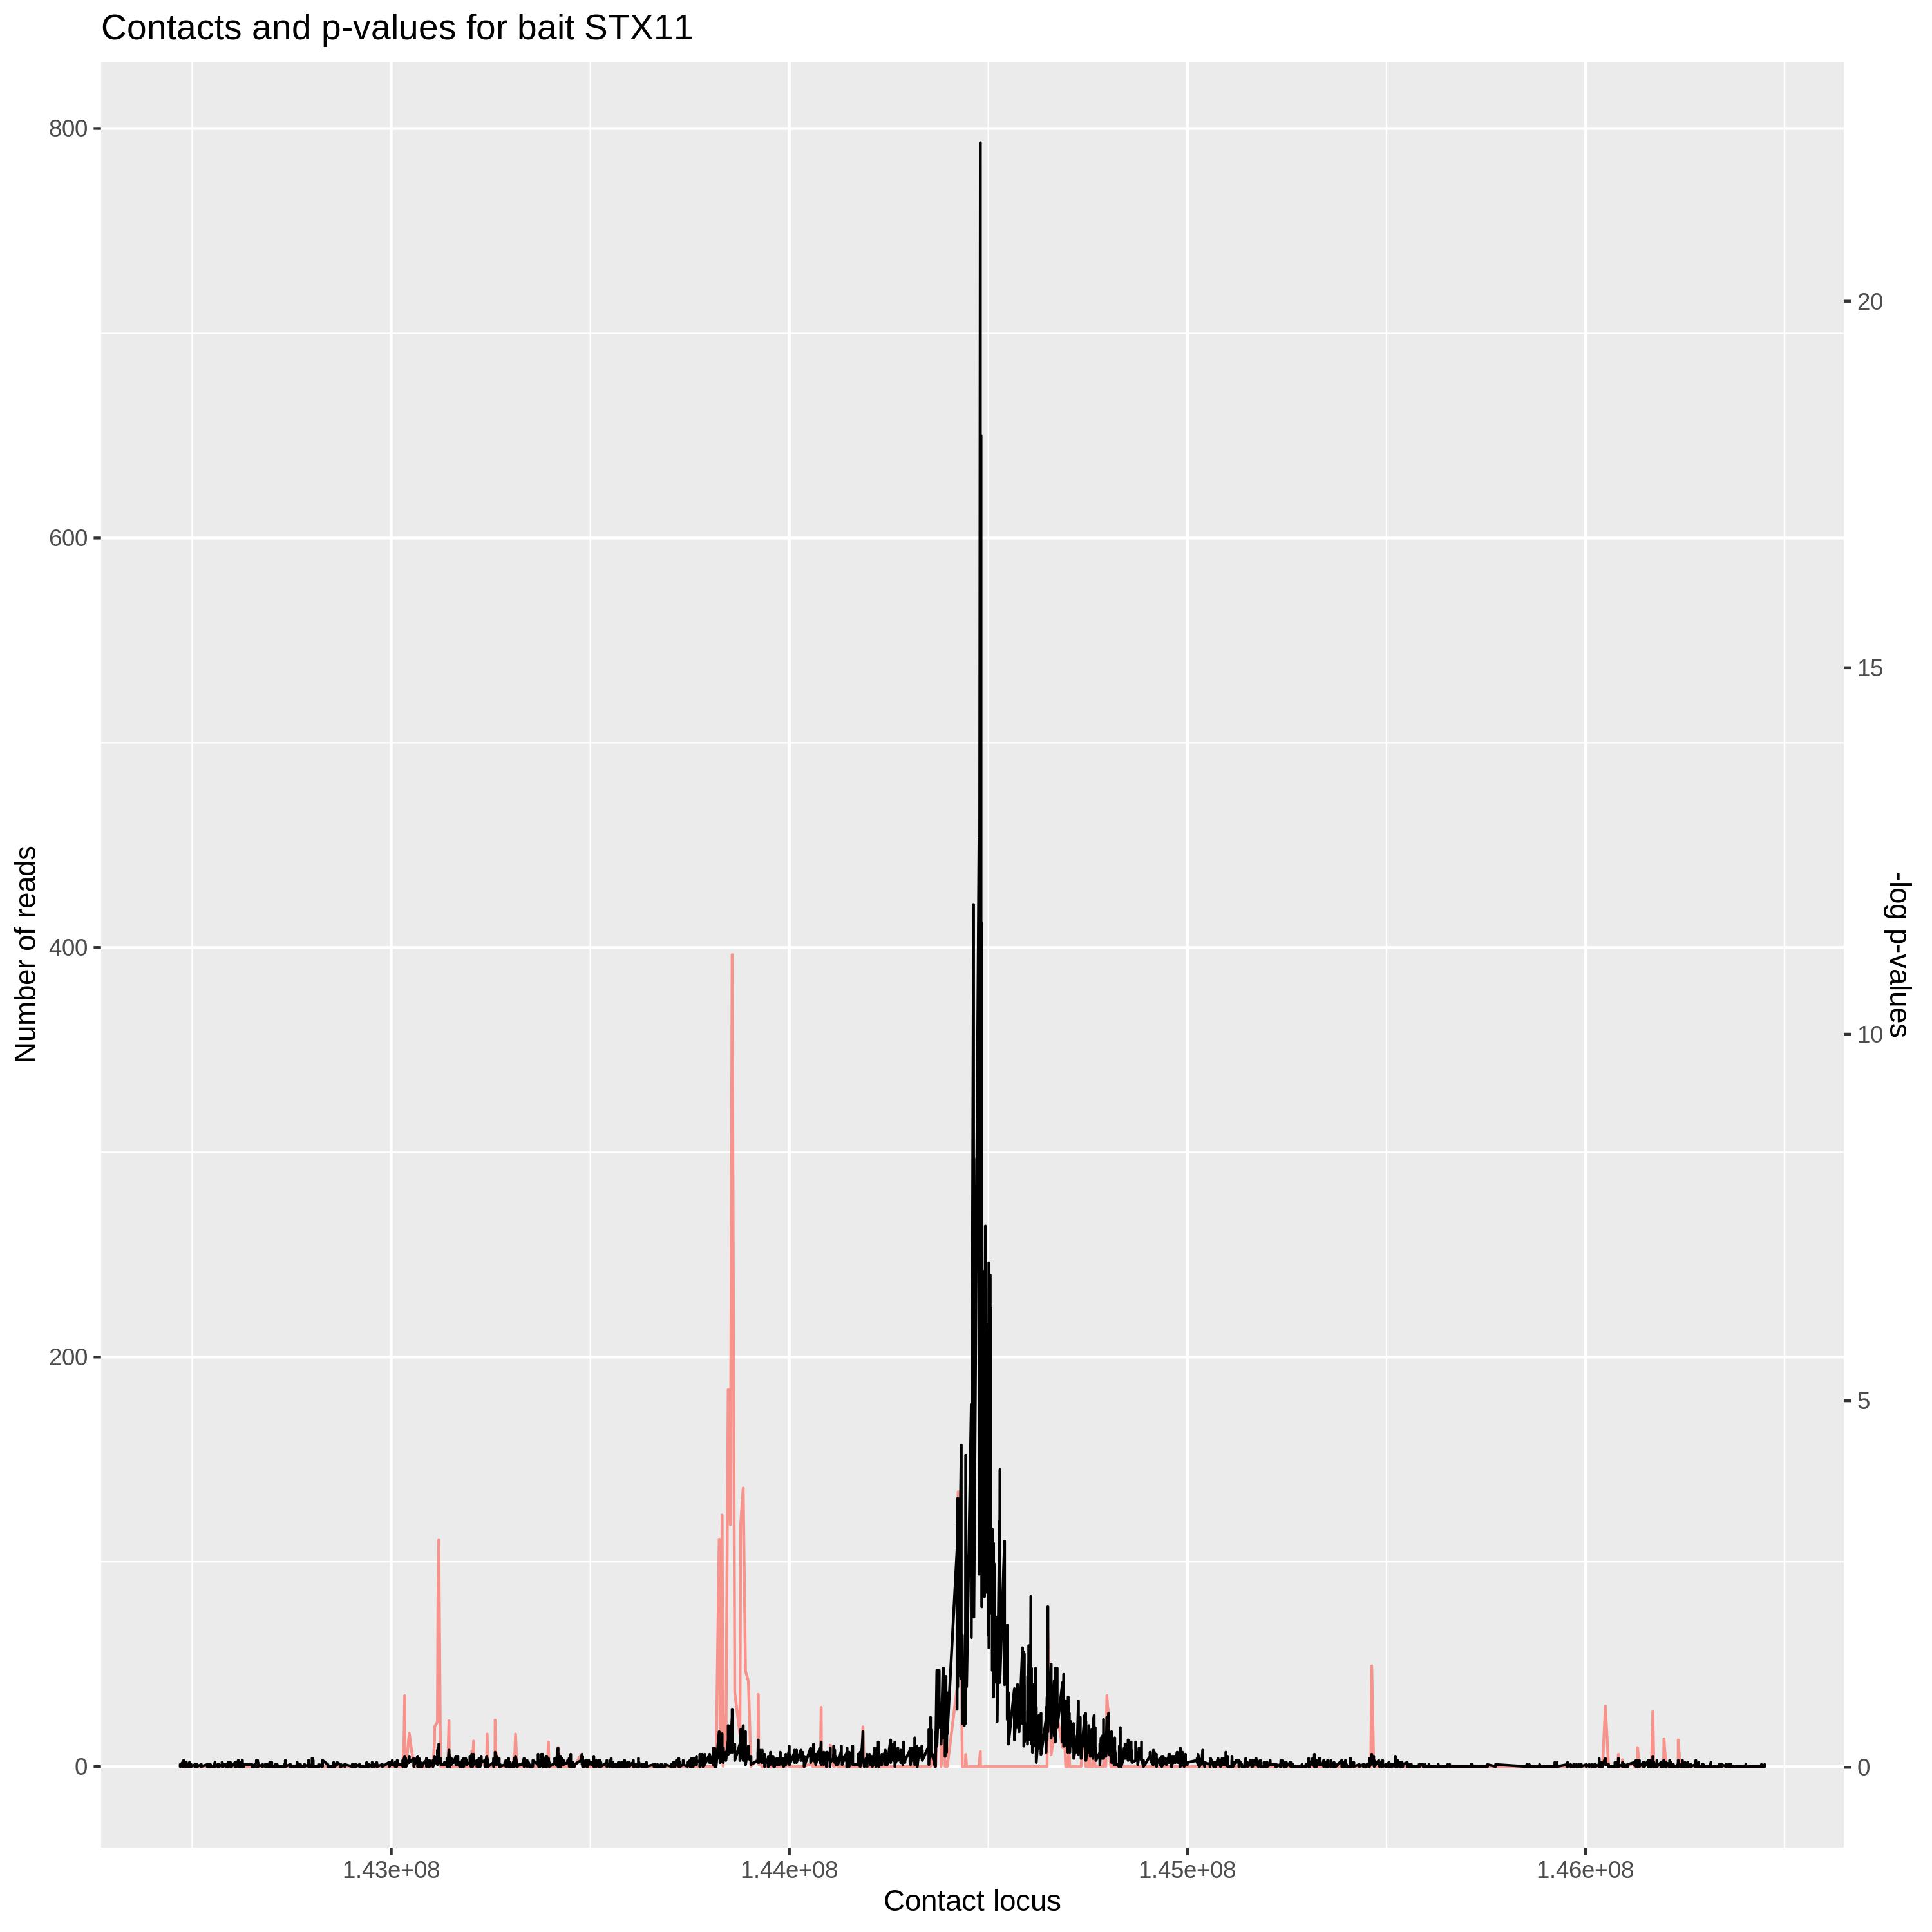 Contacts and p-values for bait STX11
Number of reads
800
600
400
200
0
20
15
10
5
0
-log p-values
1.43e+08
1.44e+08
1.45e+08
1.46e+08
Contact locus